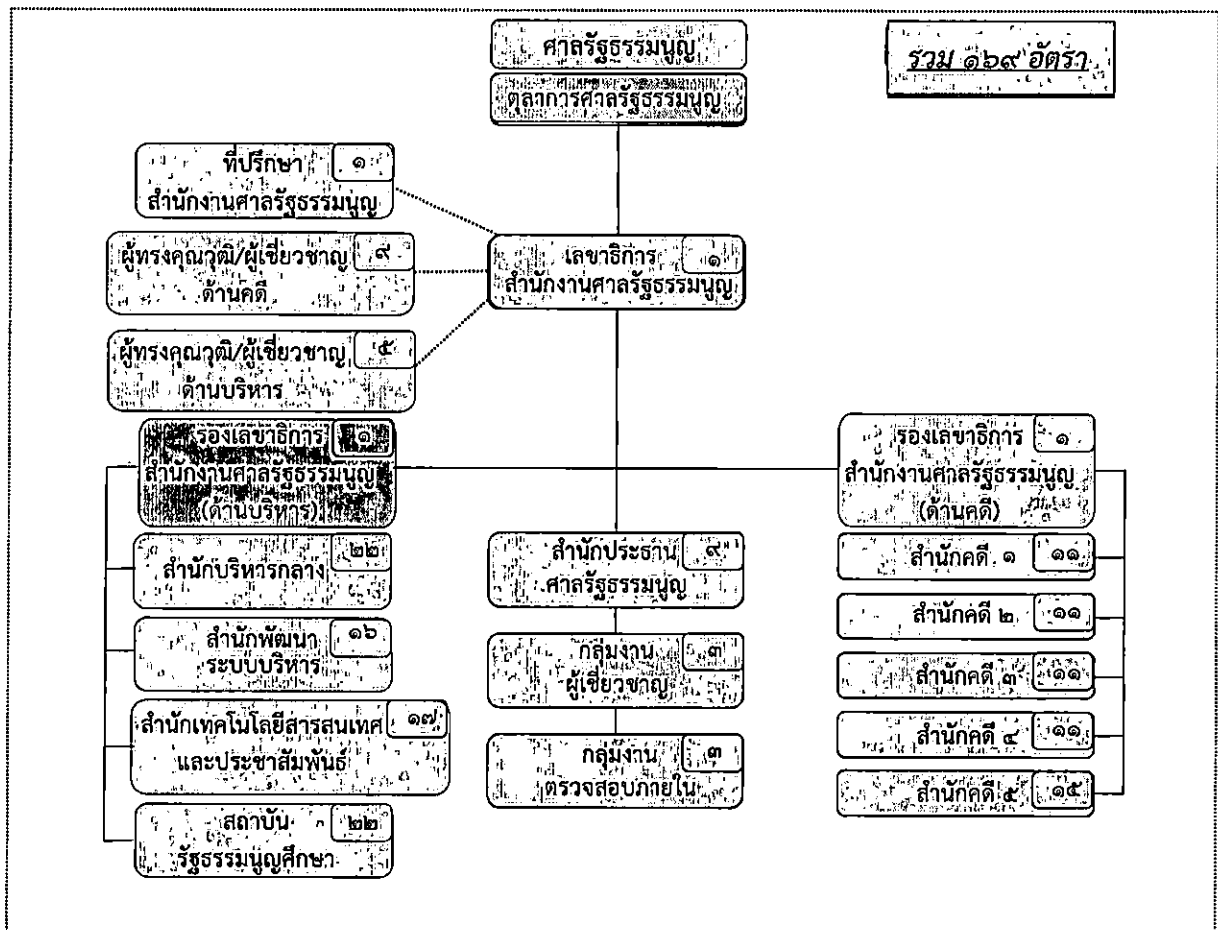 ศาลรัฐธรรมนูญ
ตุลาการศาลรัฐธรรมนูญ
รวม ๑๖๙ อัตรา
ที่ปรึกษา ๑
สำนักงานศาลรัฐธรรมนูญ
ผู้ทรงคุณวุฒิ/ผู้เชี่ยวชาญ ๙
ด้านคดี
ผู้ทรงคุณวุฒิ/ผู้เชี่ยวชาญ ๕
ด้านบริหาร
เลขาธิการ ๑
สำนักงานศาลรัฐธรรมนูญ
รองเลขาธิการ ๑
สำนักงานศาลรัฐธรรมนูญ
(ด้านบริหาร)
สำนักบริหารกลาง ๒๒
สำนักพัฒนา ๑๖
ระบบบริหาร
สำนักเทคโนโลยีสารสนเทศ ๑๗
และประชาสัมพันธ์
สถาบัน ๒๒
รัฐธรรมนูญศึกษา
สำนักประธาน ๙
ศาลรัฐธรรมนูญ
กลุ่มงาน ๓
ผู้เชี่ยวชาญ
กลุ่มงาน ๓
ตรวจสอบภายใน
รองเลขาธิการ ๑
สำนักงานศาลรัฐธรรมนูญ
(ด้านคดี)
สำนักคดี ๑ ๑๑
สำนักคดี ๒ ๑๑
สำนักคดี ๓ ๑๑
สำนักคดี ๔ ๑๑
สำนักคดี ๕ ๑๕